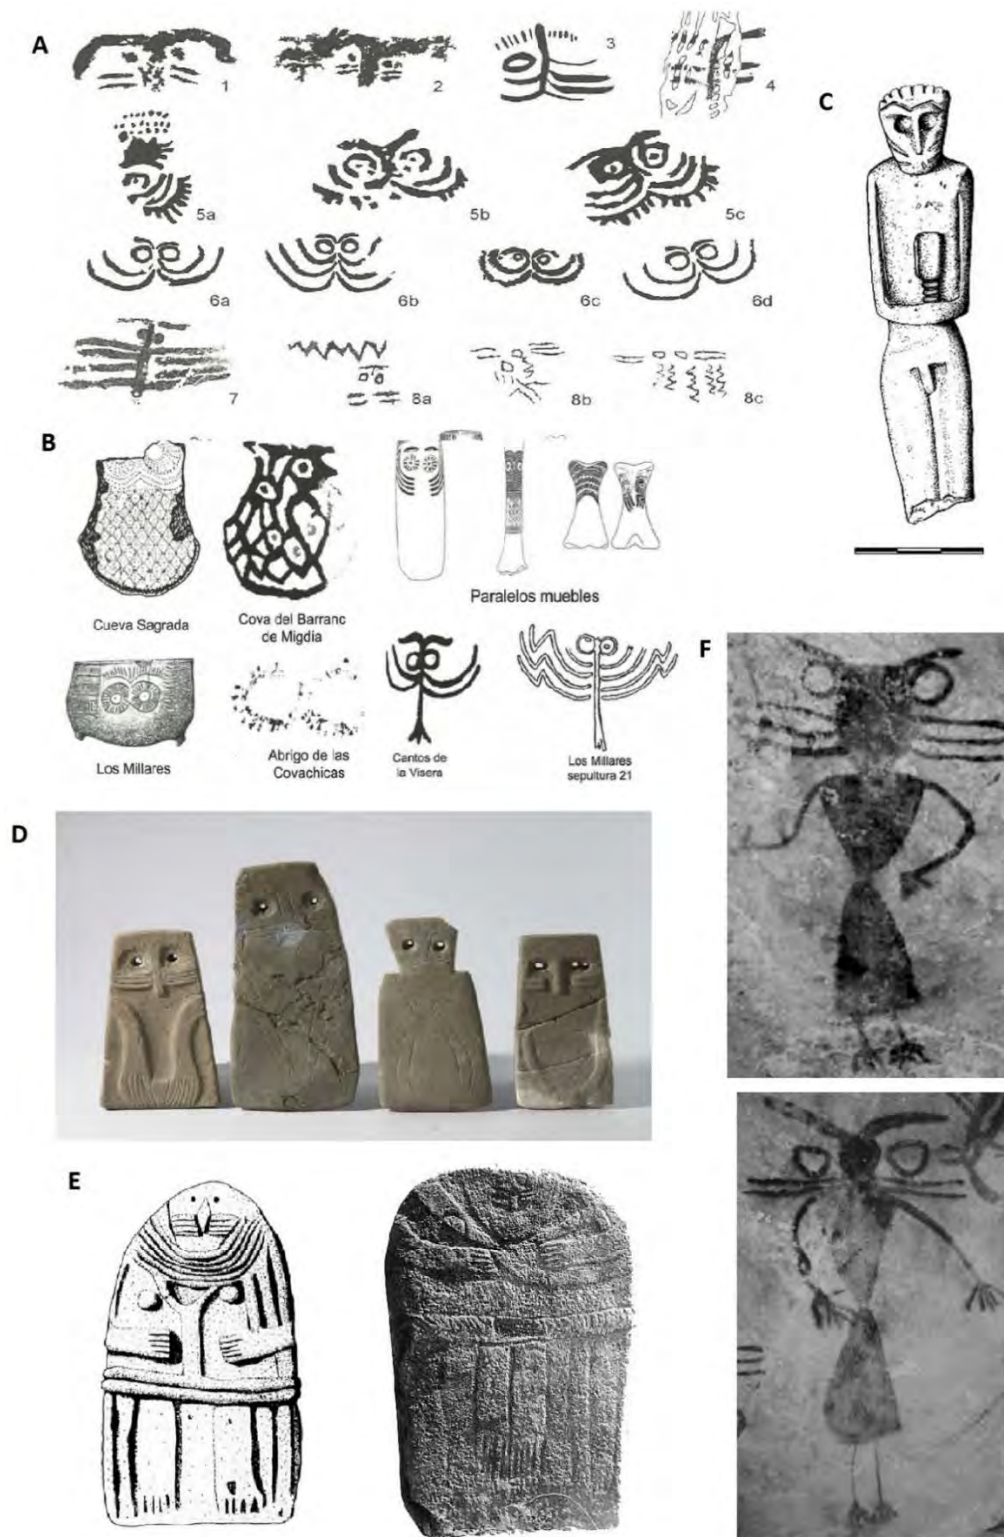 A
1
2
3
4
C
5a
5b
5c
6a
6b
6c
6d
7
8a
8b
8c
B
Paralelos muebles
Cueva Sagrada
Cova del Barranc
de Migdia
F
Los Millares
Abrigo de las
Covachicas
Cantos de
la Visera
Los Millares
sepultura 21
D
E